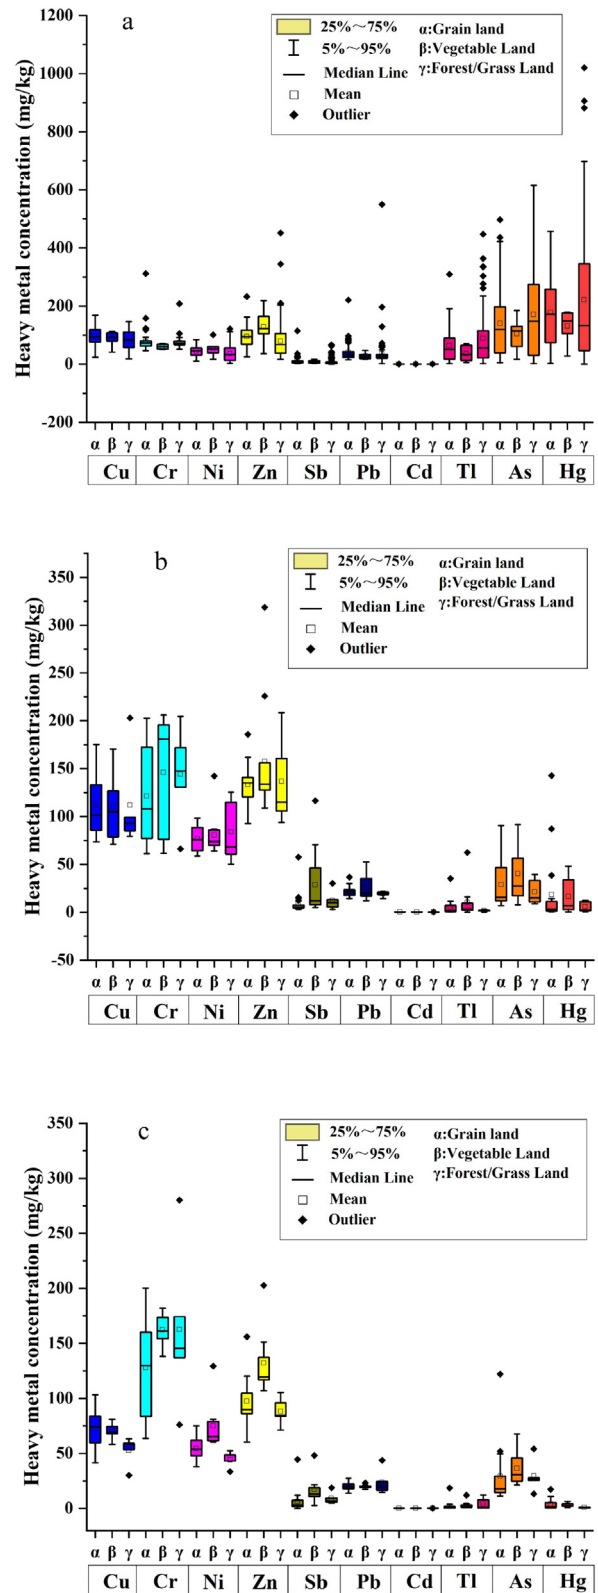 a
1200
1000
800
600
400
200
0
-200
Heavy metal concentration (mg/kg)
25%～75%
5%～95%
Median Line
Mean
Outlier
α:Grain land
β:Vegetable Land
γ:Forest/Grass Land
α β γ α β γ α β γ α β γ α β γ α β γ α β γ α β γ α β γ α β γ
Cu Cr Ni Zn Sb Pb Cd Tl As Hg
b
350
300
250
200
150
100
50
0
-50
Heavy metal concentration (mg/kg)
25%～75%
5%～95%
Median Line
Mean
Outlier
α:Grain land
β:Vegetable Land
γ:Forest/Grass Land
α β γ α β γ α β γ α β γ α β γ α β γ α β γ α β γ α β γ α β γ
Cu Cr Ni Zn Sb Pb Cd Tl As Hg
c
350
300
250
200
150
100
50
0
Heavy metal concentration (mg/kg)
25%～75%
5%～95%
Median Line
Mean
Outlier
α:Grain land
β:Vegetable Land
γ:Forest/Grass Land
α β γ α β γ α β γ α β γ α β γ α β γ α β γ α β γ α β γ α β γ
Cu Cr Ni Zn Sb Pb Cd Tl As Hg